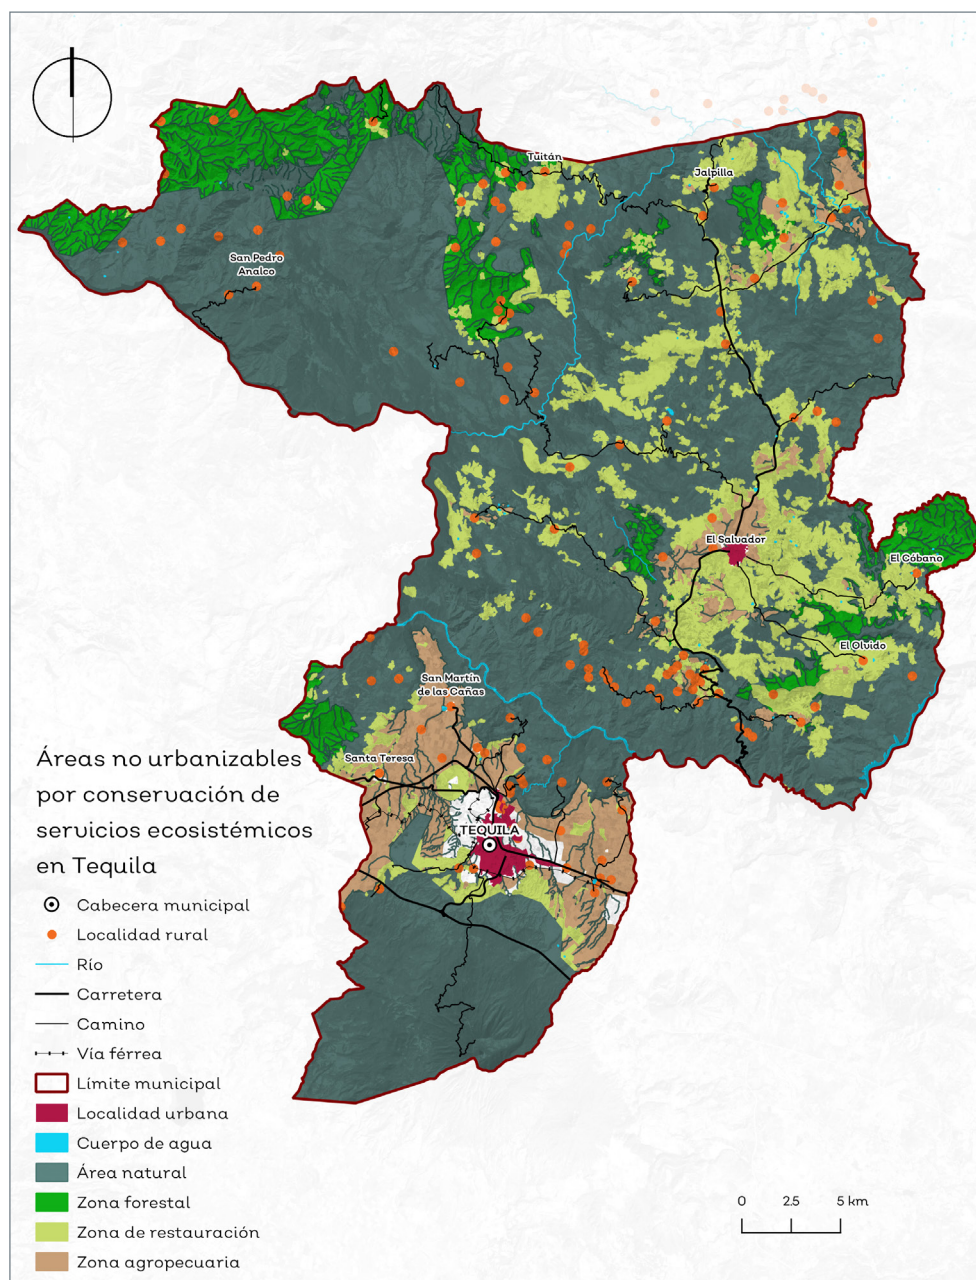 Tuitán
Jalpilla
San Pedro
Analco
El Salvador
El Cóbano
El Olvido
San Martín
de las Cañas
Santa Teresa
TEQUILA
Áreas no urbanizables
por conservación de
servicios ecosistémicos
en Tequila
Cabecera municipal
Localidad rural
Río
Carretera
Camino
Vía férrea
Límite municipal
Localidad urbana
Cuerpo de agua
Área natural
Zona forestal
Zona de restauración
Zona agropecuaria
0 2.5 5 km